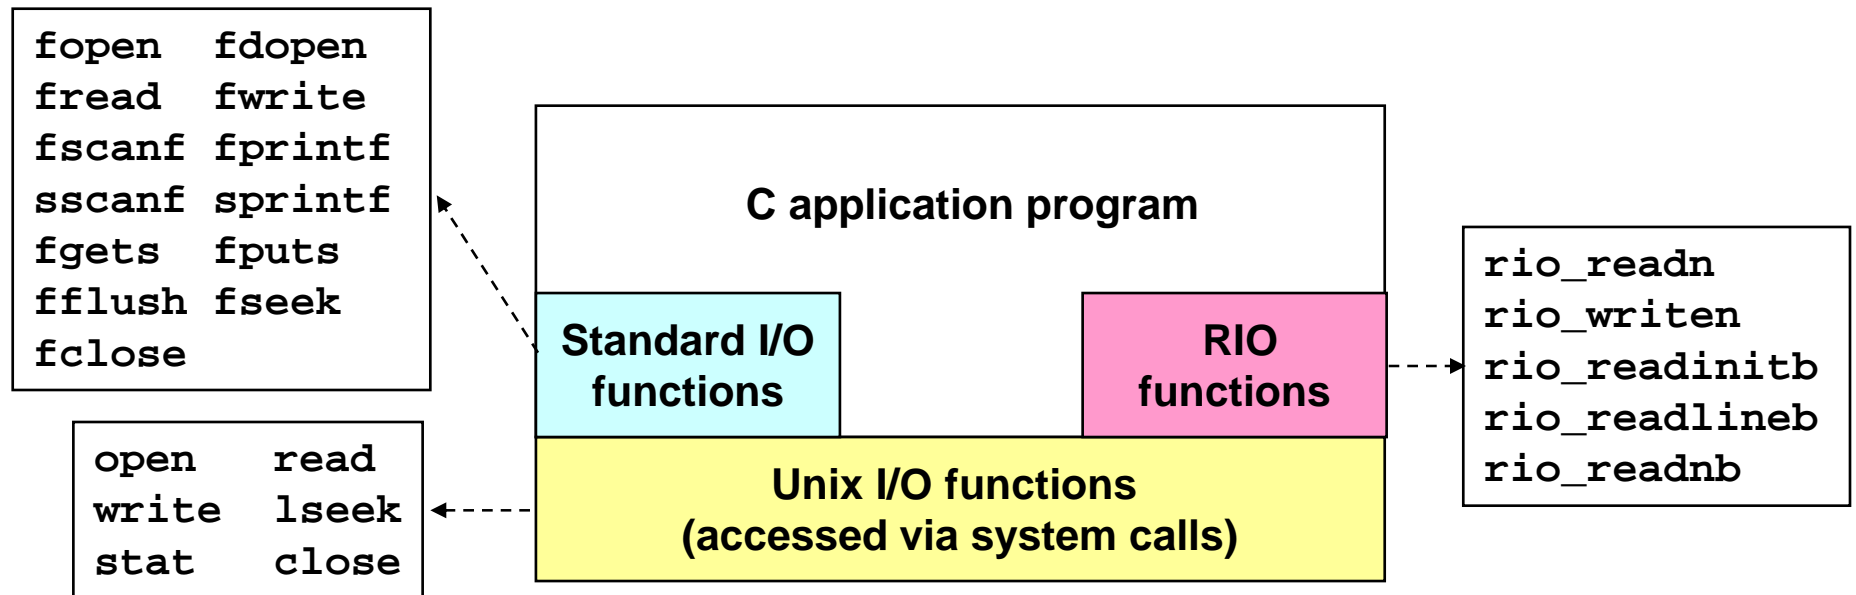 fopen fdopen
fread fwrite
fscanf fprintf
sscanf sprintf
fgets fputs
fflush fseek
fclose
open read
write lseek
stat close
C application program
Standard I/O
functions
RIO
functions
Unix I/O functions
(accessed via system calls)
rio_readn
rio_writen
rio_readinitb
rio_readlineb
rio_readnb